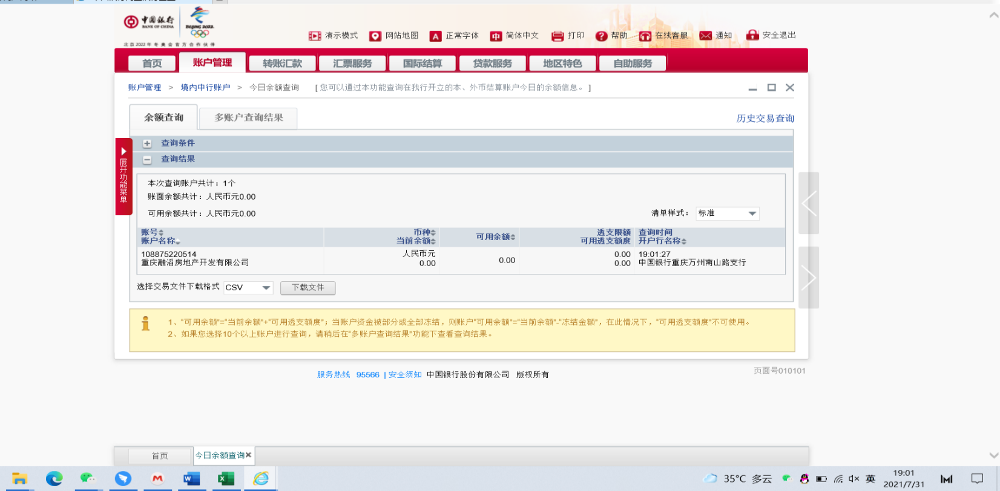 中国银行
BANK OF CHINA
BEIJING 2022
北京2022年冬奥会官方合作伙伴
演示模式 网站地图 A 正常字体 中 简体中文 打印 ? 帮助 在线客服 通知 安全退出
首页 账户管理 转账汇款 汇票服务 国际结算 贷款服务 地区特色 自助服务
账户管理 > 境内中行账户 > 今日余额查询 [ 您可以通过本功能查询在我行开立的本、外币结算账户今日的余额信息。 ]
余额查询 多账户查询结果 历史交易查询
查询条件
查询结果
展开功能菜单
本次查询账户共计：1个
账面余额共计：人民币元0.00
可用余额共计：人民币元0.00 清单样式： 标准
账号 币种 可用余额 透支限额 查询时间
账户名称 当前余额 可用透支额度 开户行名称
108875220514 人民币元 0.00 0.00 19:01:27
重庆融滔房地产开发有限公司 0.00 0.00 中国银行重庆万州南山路支行
选择交易文件下载格式 CSV 下载文件
1、"可用余额"="当前余额"+"可用透支额度"；当账户资金被部分或全部冻结，则账户"可用余额"="当前余额"-"冻结金额"，在此情况下，"可用透支额度"不可使用。
2、如果您选择10个以上账户进行查询，请稍后在"多账户查询结果"功能下查看查询结果。
服务热线 95566 | 安全须知 中国银行股份有限公司 版权所有 页面号010101
首页 今日余额查询
35°C 多云 英 19:01
2021/7/31